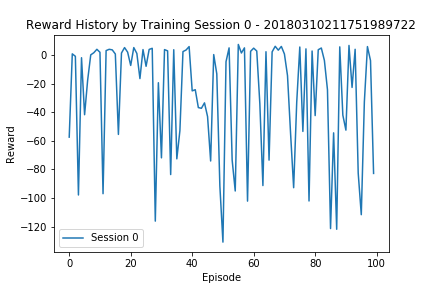 Reward History by Training Session 0 - 20180310211751989722
0
−20
−40
−60
−80
−100
−120
Reward
Session 0
0 20 40 60 80 100
Episode